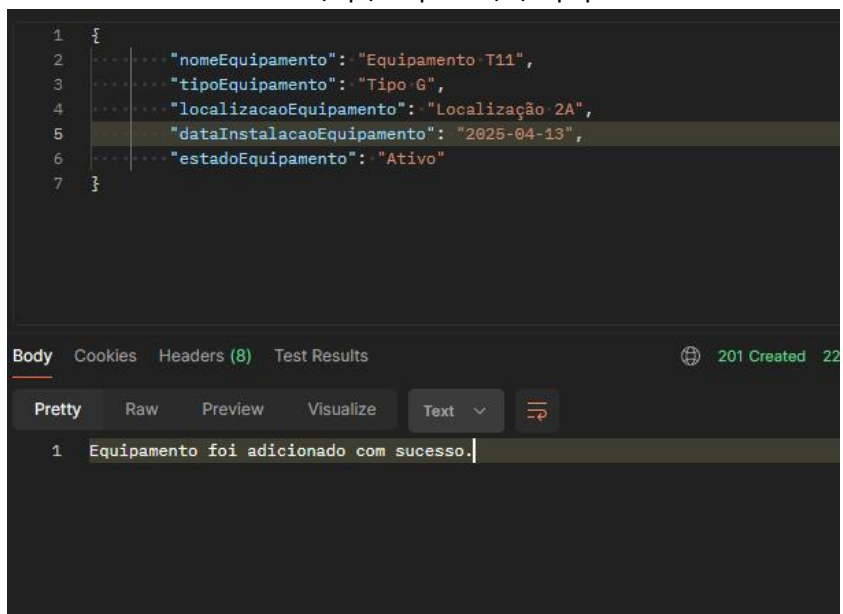 1 {
2 "nomeEquipamento": "Equipamento T11",
3 "tipoEquipamento": "Tipo G",
4 "localizacaoEquipamento": "Localização 2A",
5 "dataInstalacaoEquipamento": "2025-04-13",
6 "estadoEquipamento": "Ativo"
7 }
Body Cookies Headers (8) Test Results 201 Created 22
Pretty Raw Preview Visualize Text
1 Equipamento foi adicionado com sucesso.